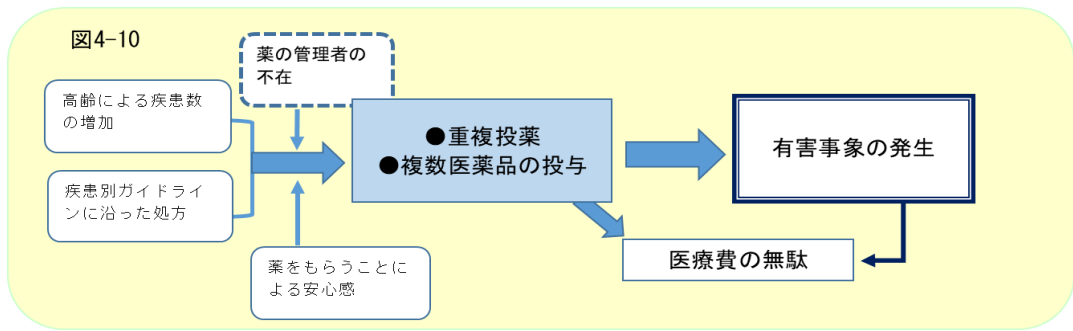 図4-10
薬の管理者の
不在
高齢による疾患数
の増加
●重複投薬
●複数医薬品の投与
有害事象の発生
疾患別ガイドライ
ンに沿った処方
薬をもらうことに
よる安心感
医療費の無駄